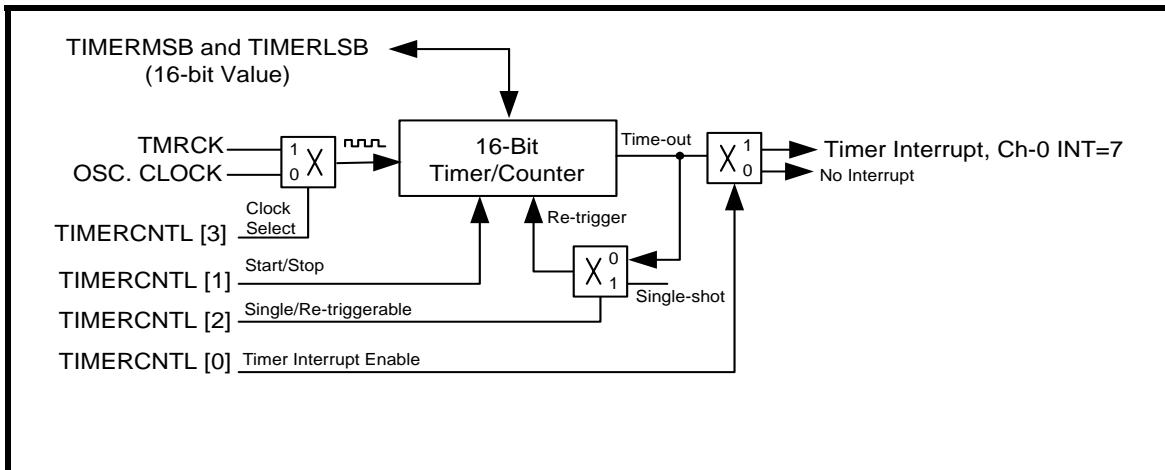 TIMERMSB and TIMERLSB
(16-bit Value)
TMRCK
OSC. CLOCK
1
0
X
Clock
Select
TIMERCNTL [3]
16-Bit
Timer/Counter
Time-out
X
1
0
Timer Interrupt, Ch-0 INT=7
No Interrupt
Re-trigger
X
0
1
Single-shot
TIMERCNTL [1]
Start/Stop
TIMERCNTL [2]
Single/Re-triggerable
TIMERCNTL [0]
Timer Interrupt Enable